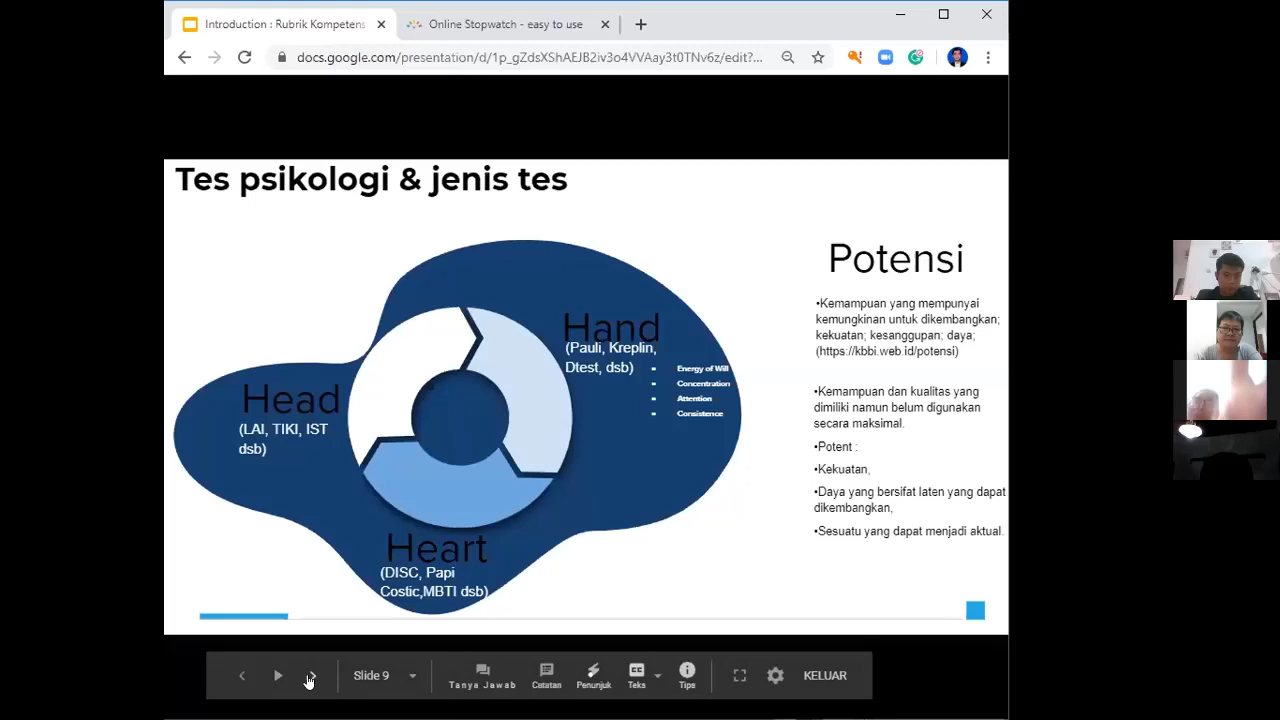 Introduction : Rubrik Kompetens
Online Stopwatch - easy to use
docs.google.com/presentation/d/1p_gZdsXShAEJB2iv3o4VVAay3t0TNv6z/edit?...
Tes psikologi & jenis tes
Head
(LAI, TIKI, IST
dsb)
Hand
(Pauli, Kreplin,
Dtest, dsb)
▪ Energy of Will
▪ Concentration
▪ Attention
▪ Consistence
Heart
(DISC, Papi
Costic,MBTI dsb)
Potensi
•Kemampuan yang mempunyai
kemungkinan untuk dikembangkan;
kekuatan; kesanggupan; daya;
(https://kbbi.web.id/potensi)
•Kemampuan dan kualitas yang
dimiliki namun belum digunakan
secara maksimal.
•Potent :
•Kekuatan,
•Daya yang bersifat laten yang dapat
dikembangkan,
•Sesuatu yang dapat menjadi aktual.
Slide 9
Tanya Jawab
Catatan
Penunjuk
CC
Teks
Tips
KELUAR